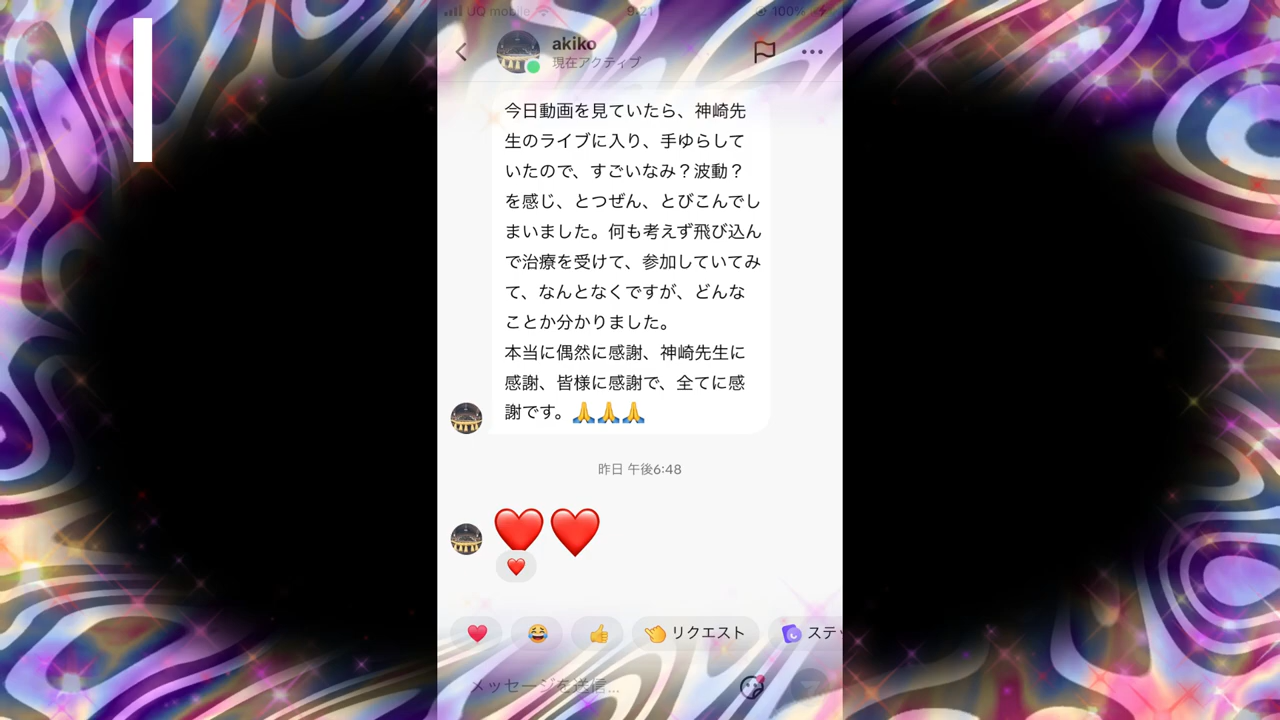 UQ mobile 9:21 100%
akiko
現在アクティブ
今日動画を見ていたら、神崎先
生のライブに入り、手ゆらして
いたので、すごいなみ？波動？
を感じ、とつぜん、とびこんでし
まいました。何も考えず飛び込ん
で治療を受けて、参加していてみ
て、なんとなくですが、どんな
ことか分かりました。
本当に偶然に感謝、神崎先生に
感謝、皆様に感謝で、全てに感
謝です。🙏🙏🙏
昨日 午後6:48
リクエスト
ステッ
メッセージを送信...